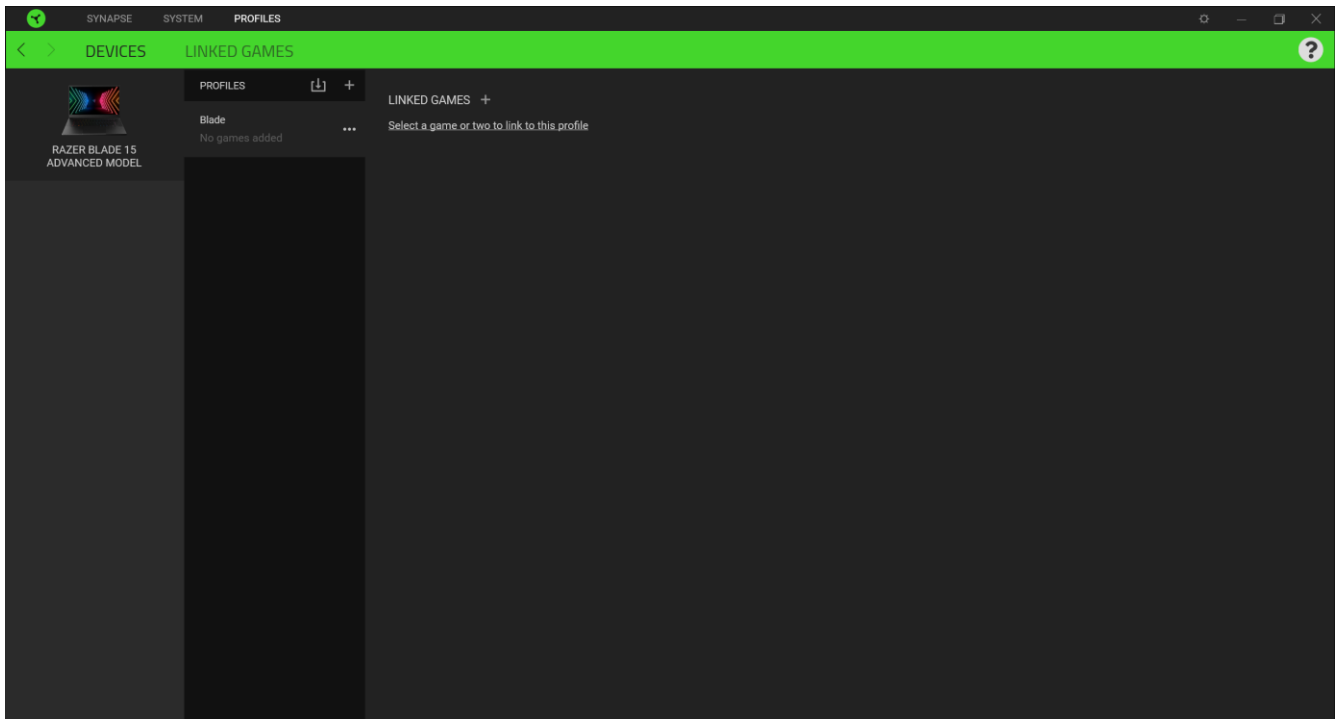 SYNAPSE SYSTEM PROFILES
DEVICES LINKED GAMES
?
RAZER BLADE 15
ADVANCED MODEL
PROFILES
Blade
No games added
LINKED GAMES +
Select a game or two to link to this profile